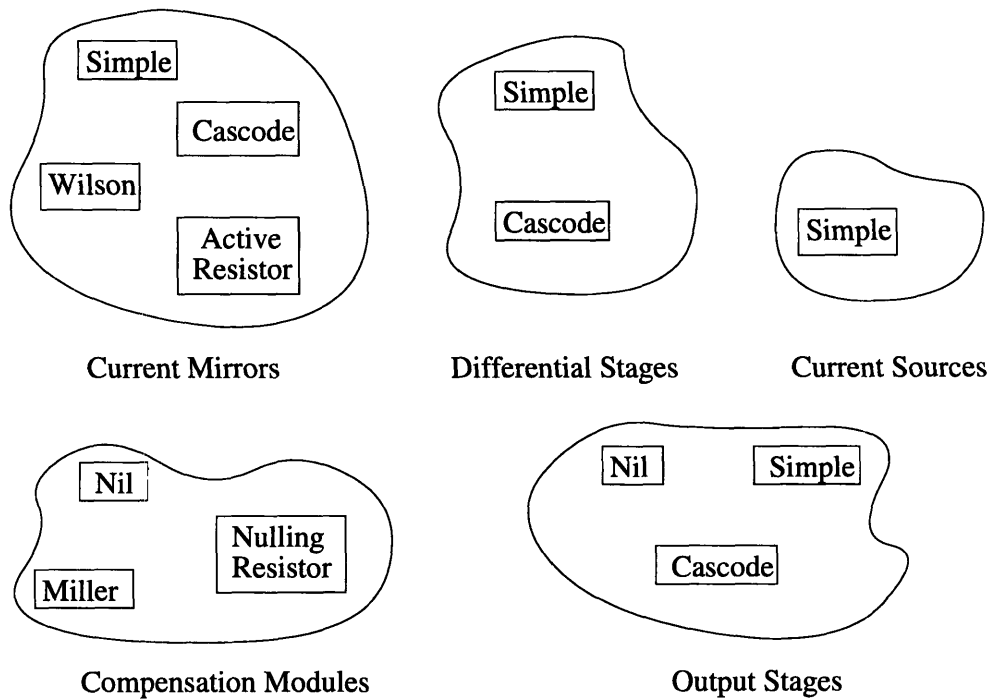 Simple
Cascode
Wilson
Active
Resistor
Current Mirrors
Simple
Cascode
Differential Stages
Simple
Current Sources
Nil
Nulling
Resistor
Miller
Compensation Modules
Nil
Simple
Cascode
Output Stages